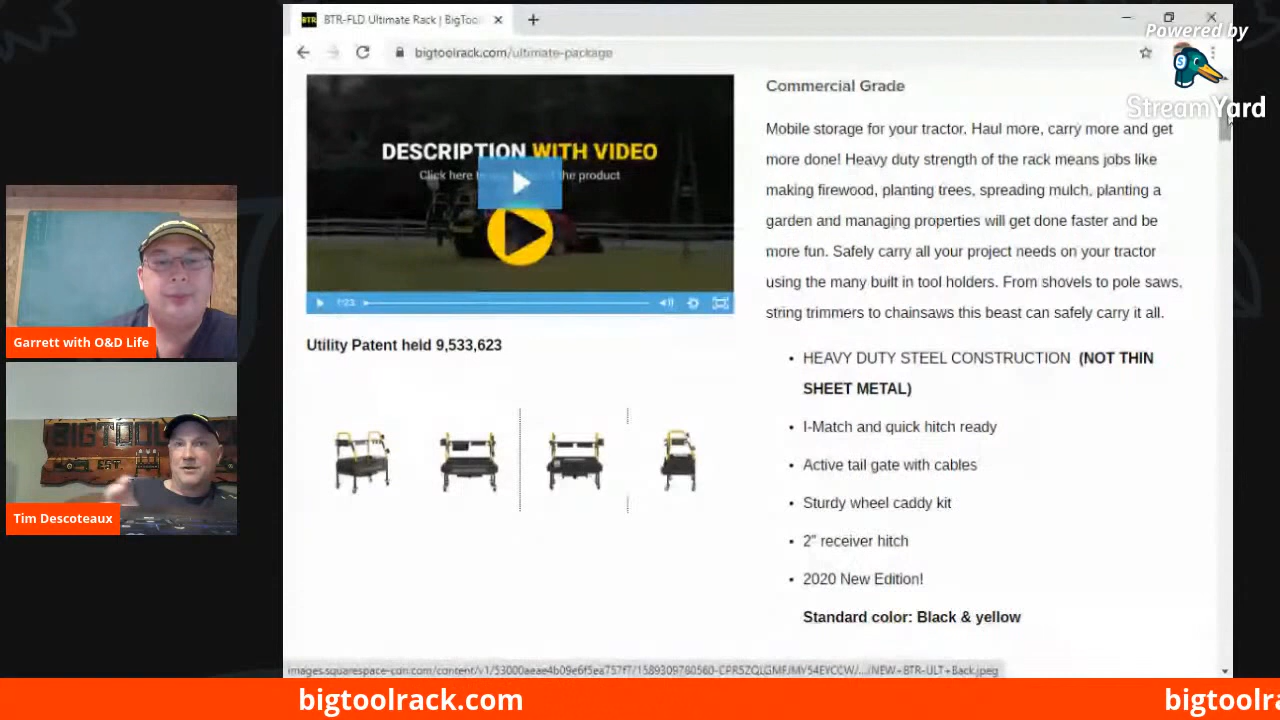 BTR BTR-FLD Ultimate Rack | BigToo
bigtoolrack.com/ultimate-package
Powered by
StreamYard
DESCRIPTION WITH VIDEO
Click here
the product
1:23
Utility Patent held 9,533,623
Commercial Grade
Mobile storage for your tractor. Haul more, carry more and get
more done! Heavy duty strength of the rack means jobs like
making firewood, planting trees, spreading mulch, planting a
garden and managing properties will get done faster and be
more fun. Safely carry all your project needs on your tractor
using the many built in tool holders. From shovels to pole saws,
string trimmers to chainsaws this beast can safely carry it all.
• HEAVY DUTY STEEL CONSTRUCTION (NOT THIN
SHEET METAL)
• I-Match and quick hitch ready
• Active tail gate with cables
• Sturdy wheel caddy kit
• 2" receiver hitch
• 2020 New Edition!
Standard color: Black & yellow
Garrett with O&D Life
BIGTOOL
EST.
Tim Descoteaux
bigtoolrack.com
bigtoolra